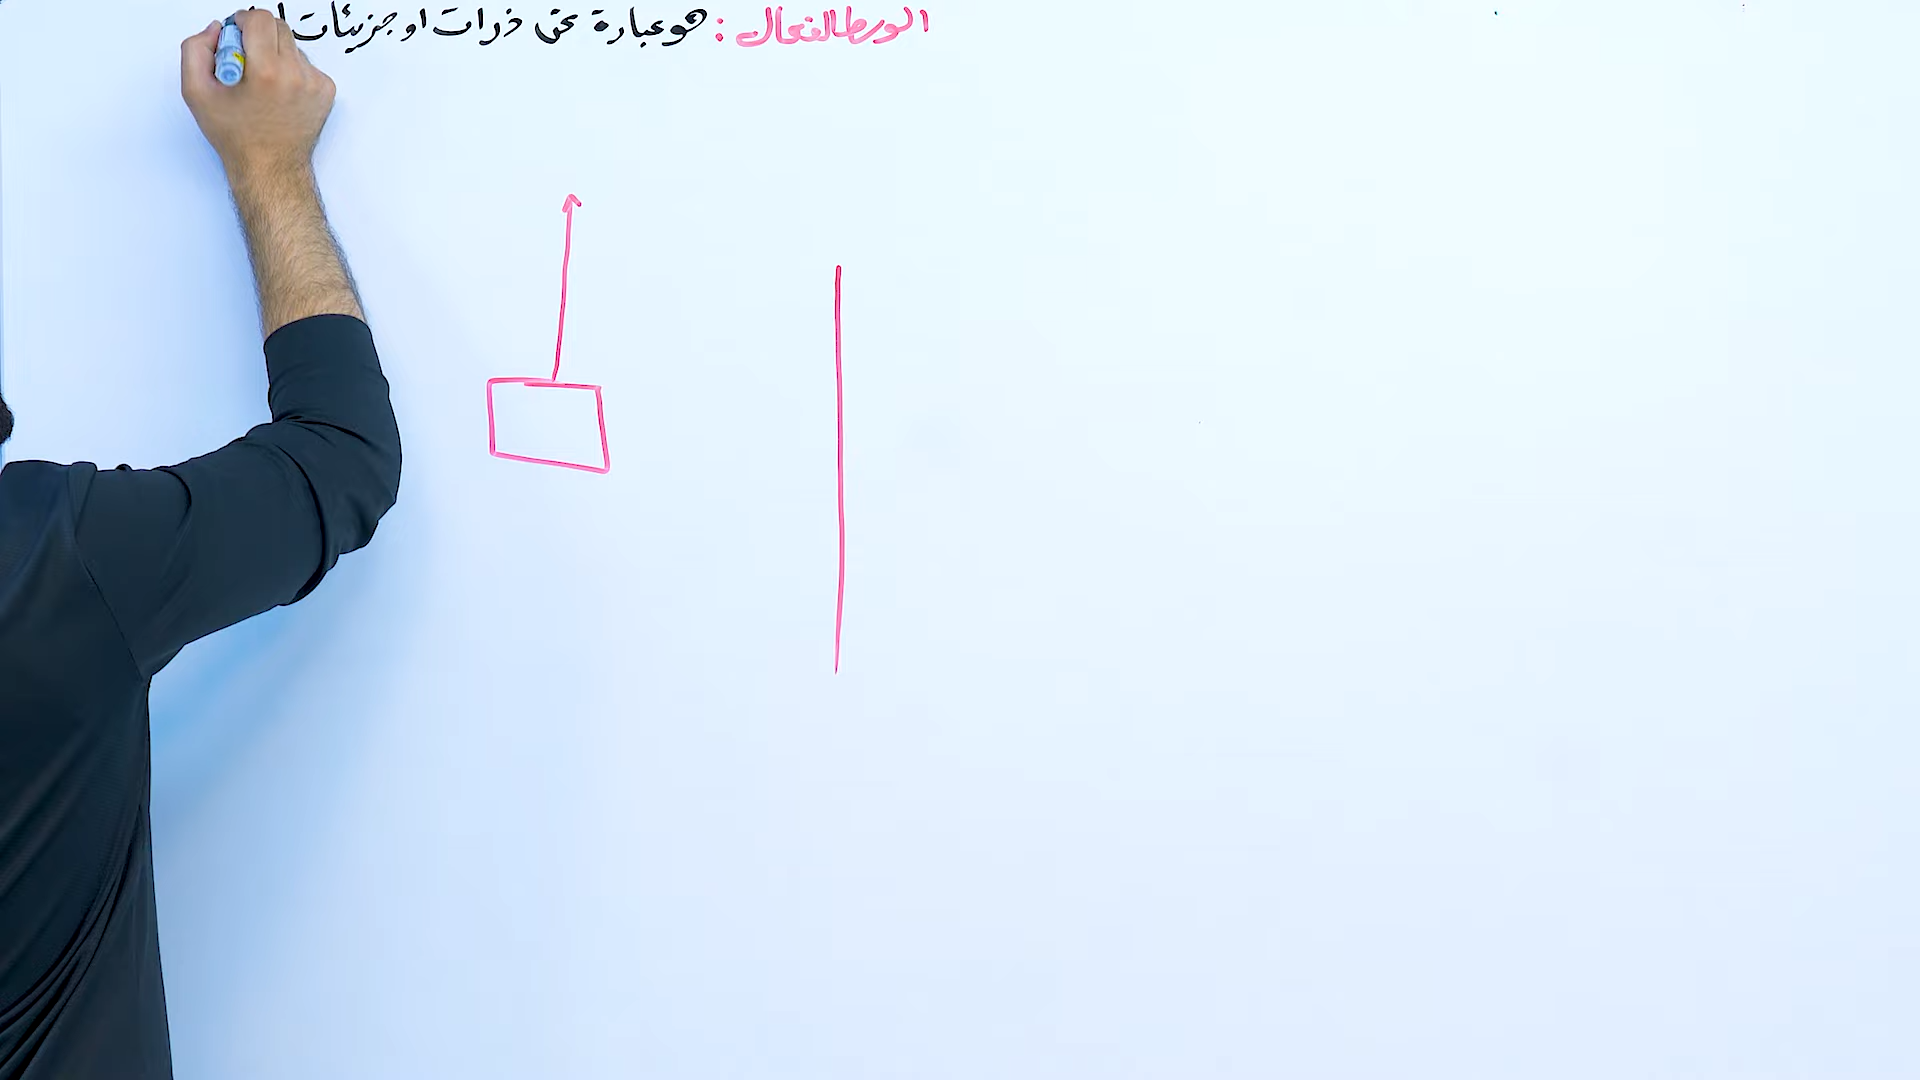 الوسط الفعال : هو عبارة عن ذرات او جزيئات